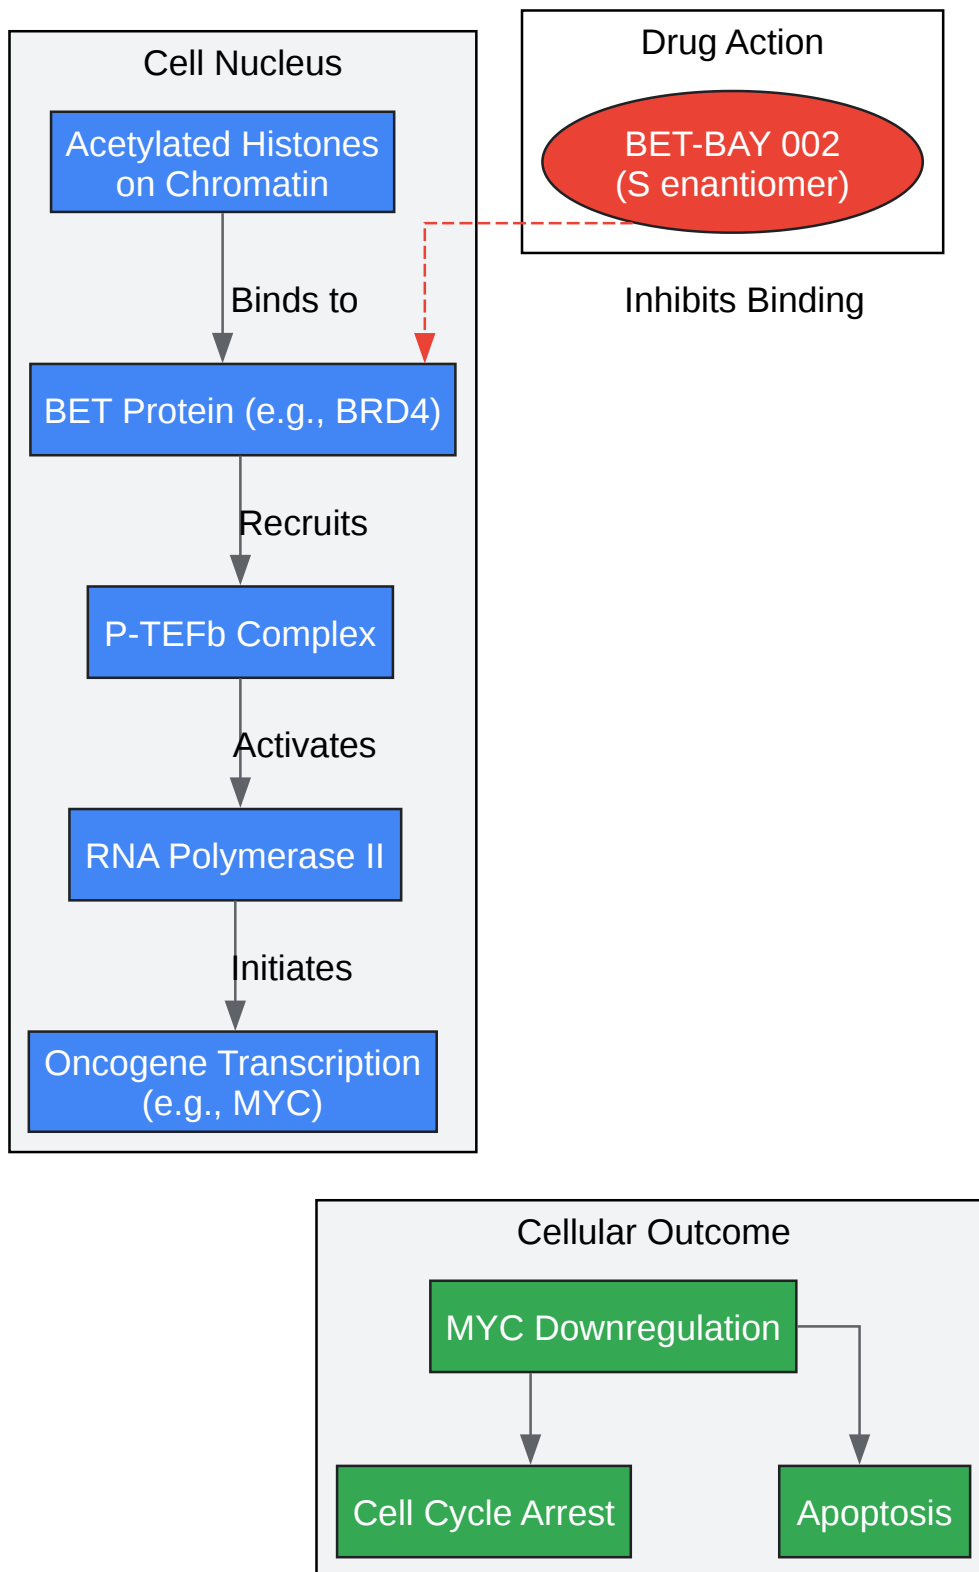 Cell Nucleus
Acetylated Histones
on Chromatin
Binds to
BET Protein (e.g., BRD4)
Recruits
P-TEFb Complex
Activates
RNA Polymerase II
Initiates
Oncogene Transcription
(e.g., MYC)
Drug Action
BET-BAY 002
(S enantiomer)
Inhibits Binding
Cellular Outcome
MYC Downregulation
Cell Cycle Arrest
Apoptosis